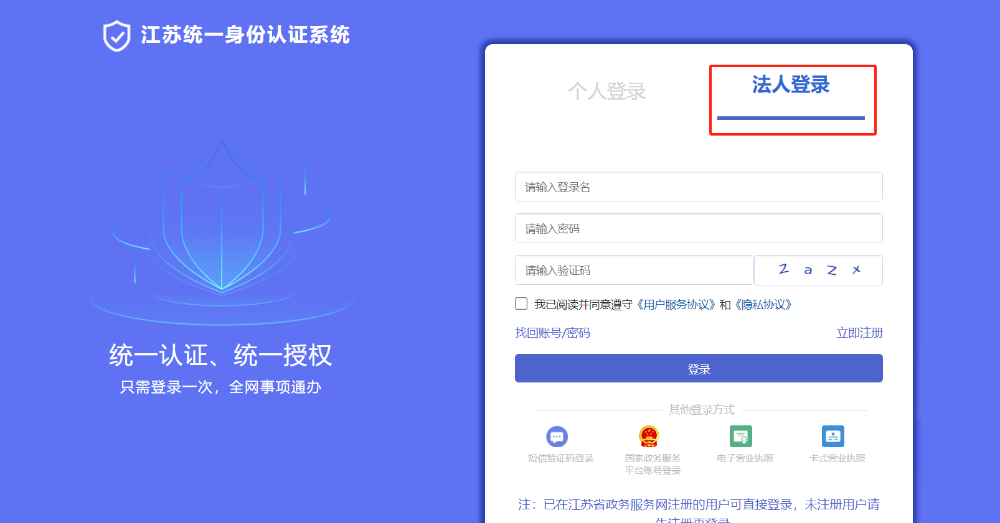 江苏统一身份认证系统
个人登录
法人登录
请输入登录名
请输入密码
请输入验证码
2 a Z x
我已阅读并同意遵守《用户服务协议》和《隐私协议》
找回账号/密码
立即注册
登录
统一认证、统一授权
只需登录一次，全网事项通办
其他登录方式
短信验证码登录
国家政务服务
平台账号登录
电子营业执照
卡式营业执照
注：已在江苏省政务服务网注册的用户可直接登录，未注册用户请
先注册再登录